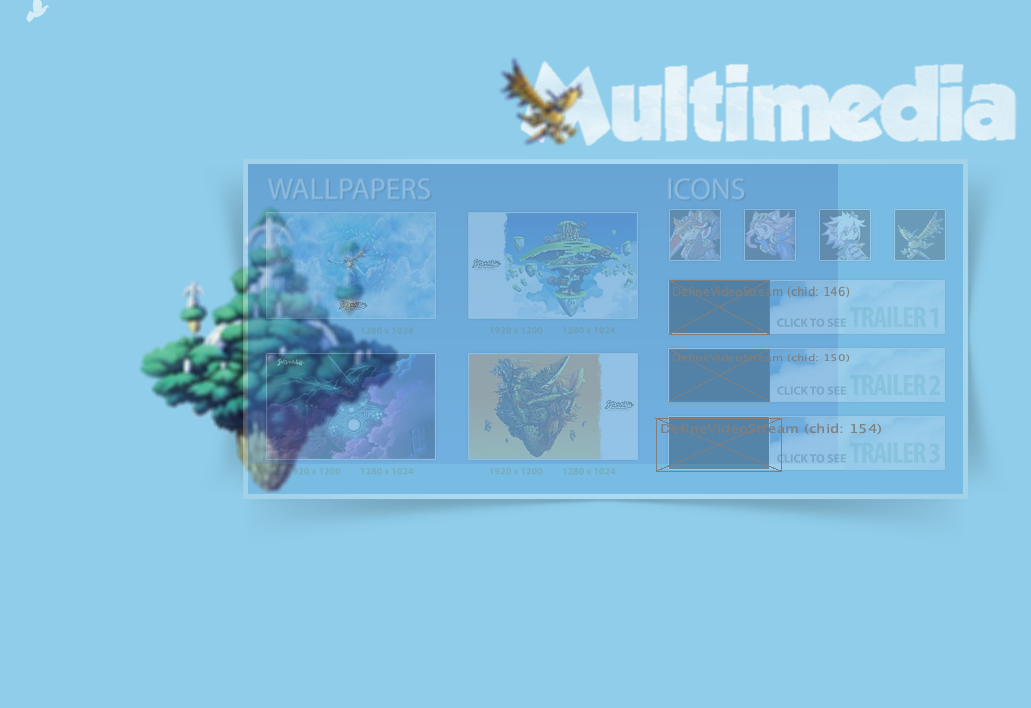 Multimedia
WALLPAPERS
ICONS
1280 x 1024
1920 x 1200
1280 x 1024
DefineVideoStream (chid: 146)
CLICK TO SEE TRAILER 1
DefineVideoStream (chid: 150)
CLICK TO SEE TRAILER 2
DefineVideoStream (chid: 154)
CLICK TO SEE TRAILER 3
20 x 1200
1280 x 1024
1920 x 1200
1280 x 1024